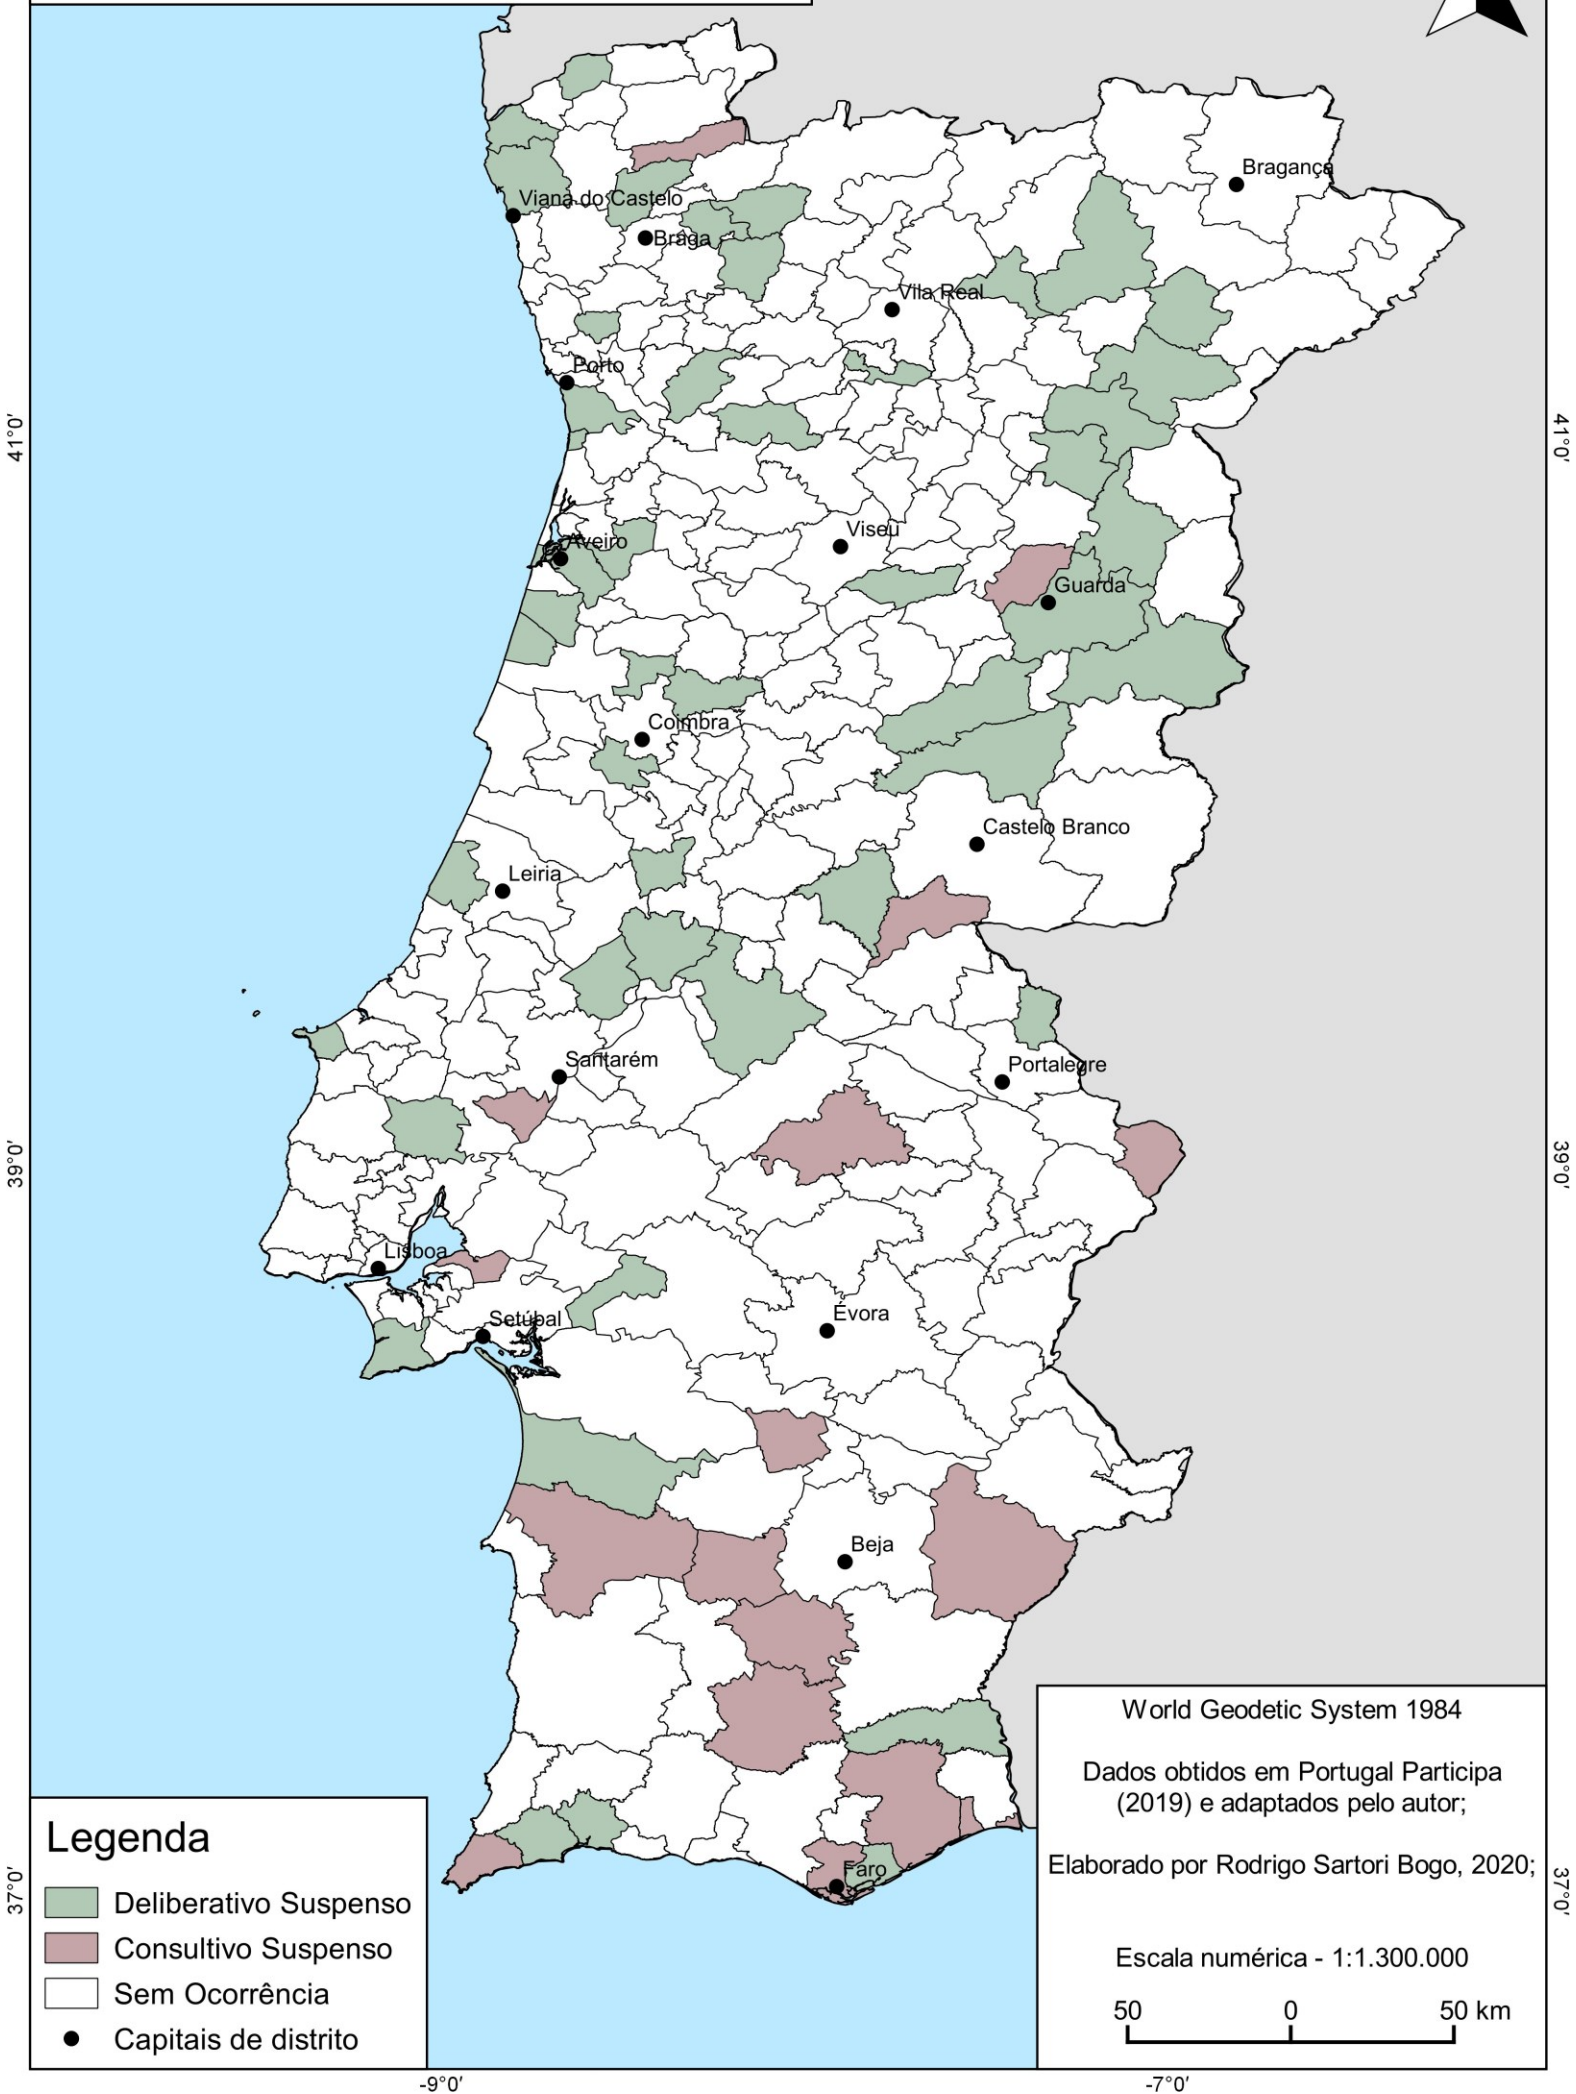 Bragança
Viana do Castelo
Braga
Vila Real
Porto
41°0'
41°0'
Viseu
Aveiro
Guarda
Coimbra
Castelo Branco
Leiria
Santarém
Portalegre
39°0'
39°0'
Lisboa
Évora
Setúbal
Beja
Faro
World Geodetic System 1984
Dados obtidos em Portugal Participa
(2019) e adaptados pelo autor;
Elaborado por Rodrigo Sartori Bogo, 2020;
Escala numérica - 1:1.300.000
50 0 50 km
Legenda
Deliberativo Suspenso
Consultivo Suspenso
Sem Ocorrência
Capitais de distrito
37°0'
37°0'
-9°0'
-7°0'